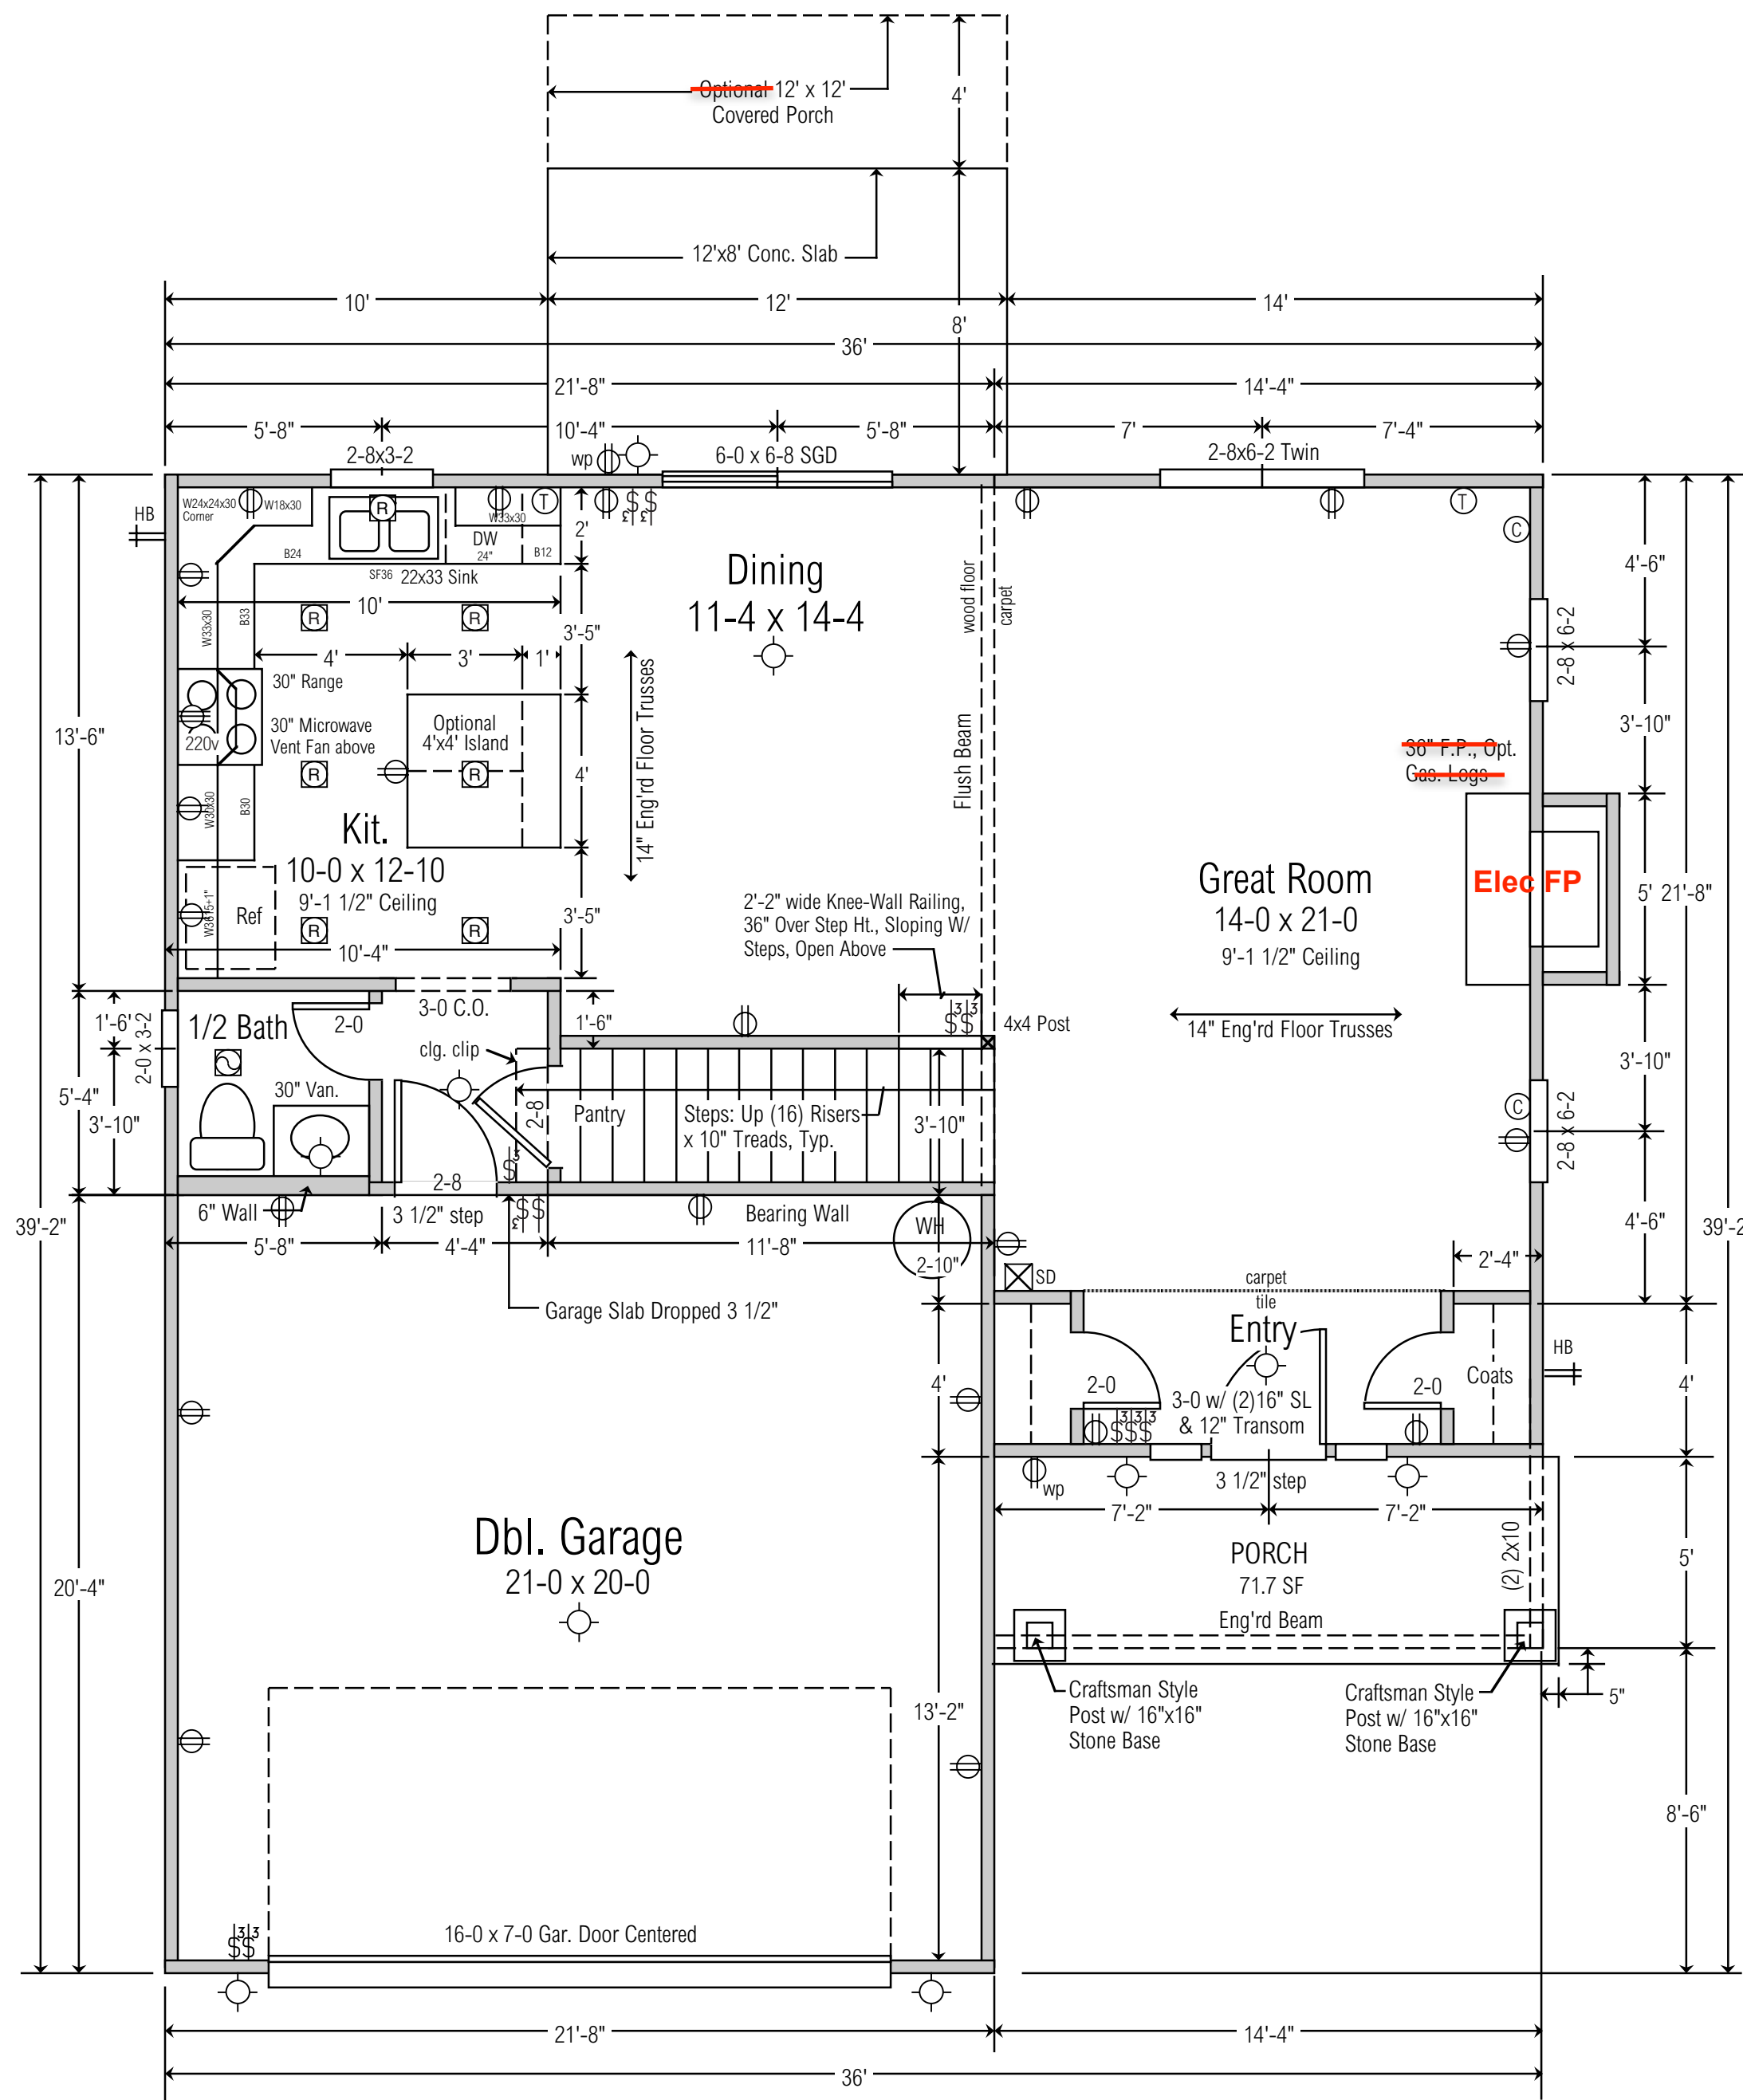 Optional 12' x 12'
Covered Porch
4'
12'x8' Conc. Slab
10'
12'
14'
8'
36'
21'-8"
14'-4"
5'-8"
10'-4"
5'-8"
7'
7'-4"
2-8x3-2
wp
6-0 x 6-8 SGD
2-8x6-2 Twin
HB
W24x24x30
Corner
W18x30
R
W33x30
T
DW
24"
B24
B12
SF36
22x33 Sink
2'
T
C
Dining
11-4 x 14-4
wood floor
carpet
4'-6"
2-8 x 6-2
10'
R
R
3'-5"
W33x30
B33
4'
3'
1'
30" Range
30" Microwave
Vent Fan above
220v
Optional
4'x4' Island
R
R
4'
14" Eng'rd Floor Trusses
Flush Beam
13'-6"
3'-10"
36" F.P., Opt.
Gas. Logs
W30x30
B30
Kit.
10-0 x 12-10
9'-1 1/2" Ceiling
Ref
W3615+1"
R
R
3'-5"
10'-4"
2'-2" wide Knee-Wall Railing,
36" Over Step Ht., Sloping W/
Steps, Open Above
Great Room
14-0 x 21-0
9'-1 1/2" Ceiling
Elec FP
5'
21'-8"
14" Eng'rd Floor Trusses
1'-6"
2-0 x 3-2
1/2 Bath
2-0
3-0 C.O.
1'-6"
4x4 Post
clg. clip
30" Van.
2-8
Pantry
Steps: Up (16) Risers
x 10" Treads, Typ.
3'-10"
5'-4"
3'-10"
3'-10"
C
2-8 x 6-2
2-8
6" Wall
3 1/2" step
Bearing Wall
WH
2-10"
39'-2"
5'-8"
4'-4"
11'-8"
4'-6"
39'-2
2'-4"
SD
carpet
tile
Garage Slab Dropped 3 1/2"
Entry
HB
4'
2-0
3-0 w/ (2)16" SL
& 12" Transom
2-0
Coats
4'
wp
3 1/2" step
7'-2"
7'-2"
Dbl. Garage
21-0 x 20-0
PORCH
71.7 SF
(2) 2x10
5'
20'-4"
Eng'rd Beam
Craftsman Style
Post w/ 16"x16"
Stone Base
Craftsman Style
Post w/ 16"x16"
Stone Base
5"
13'-2"
8'-6"
16-0 x 7-0 Gar. Door Centered
21'-8"
14'-4"
36'